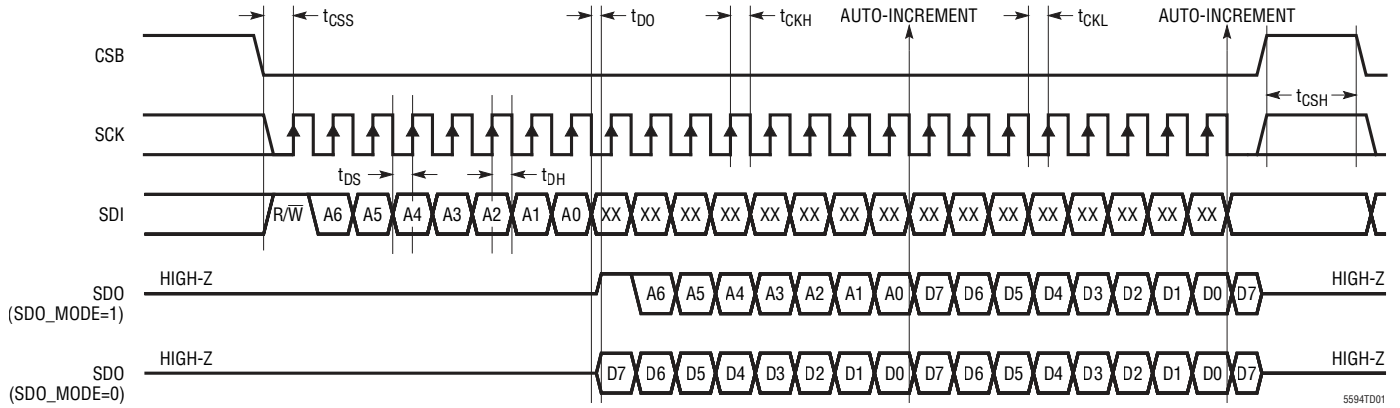 tCSS tDO tCKH AUTO-INCREMENT tCKL AUTO-INCREMENT
CSB
tCSH
SCK
tDS tDH
SDI R/W̅ A6 A5 A4 A3 A2 A1 A0 XX XX XX XX XX XX XX XX XX XX XX XX XX XX XX XX
HIGH-Z HIGH-Z
SDO A6 A5 A4 A3 A2 A1 A0 D7 D6 D5 D4 D3 D2 D1 D0 D7
(SDO_MODE=1)
HIGH-Z HIGH-Z
SDO D7 D6 D5 D4 D3 D2 D1 D0 D7 D6 D5 D4 D3 D2 D1 D0 D7
(SDO_MODE=0)
5594TD01